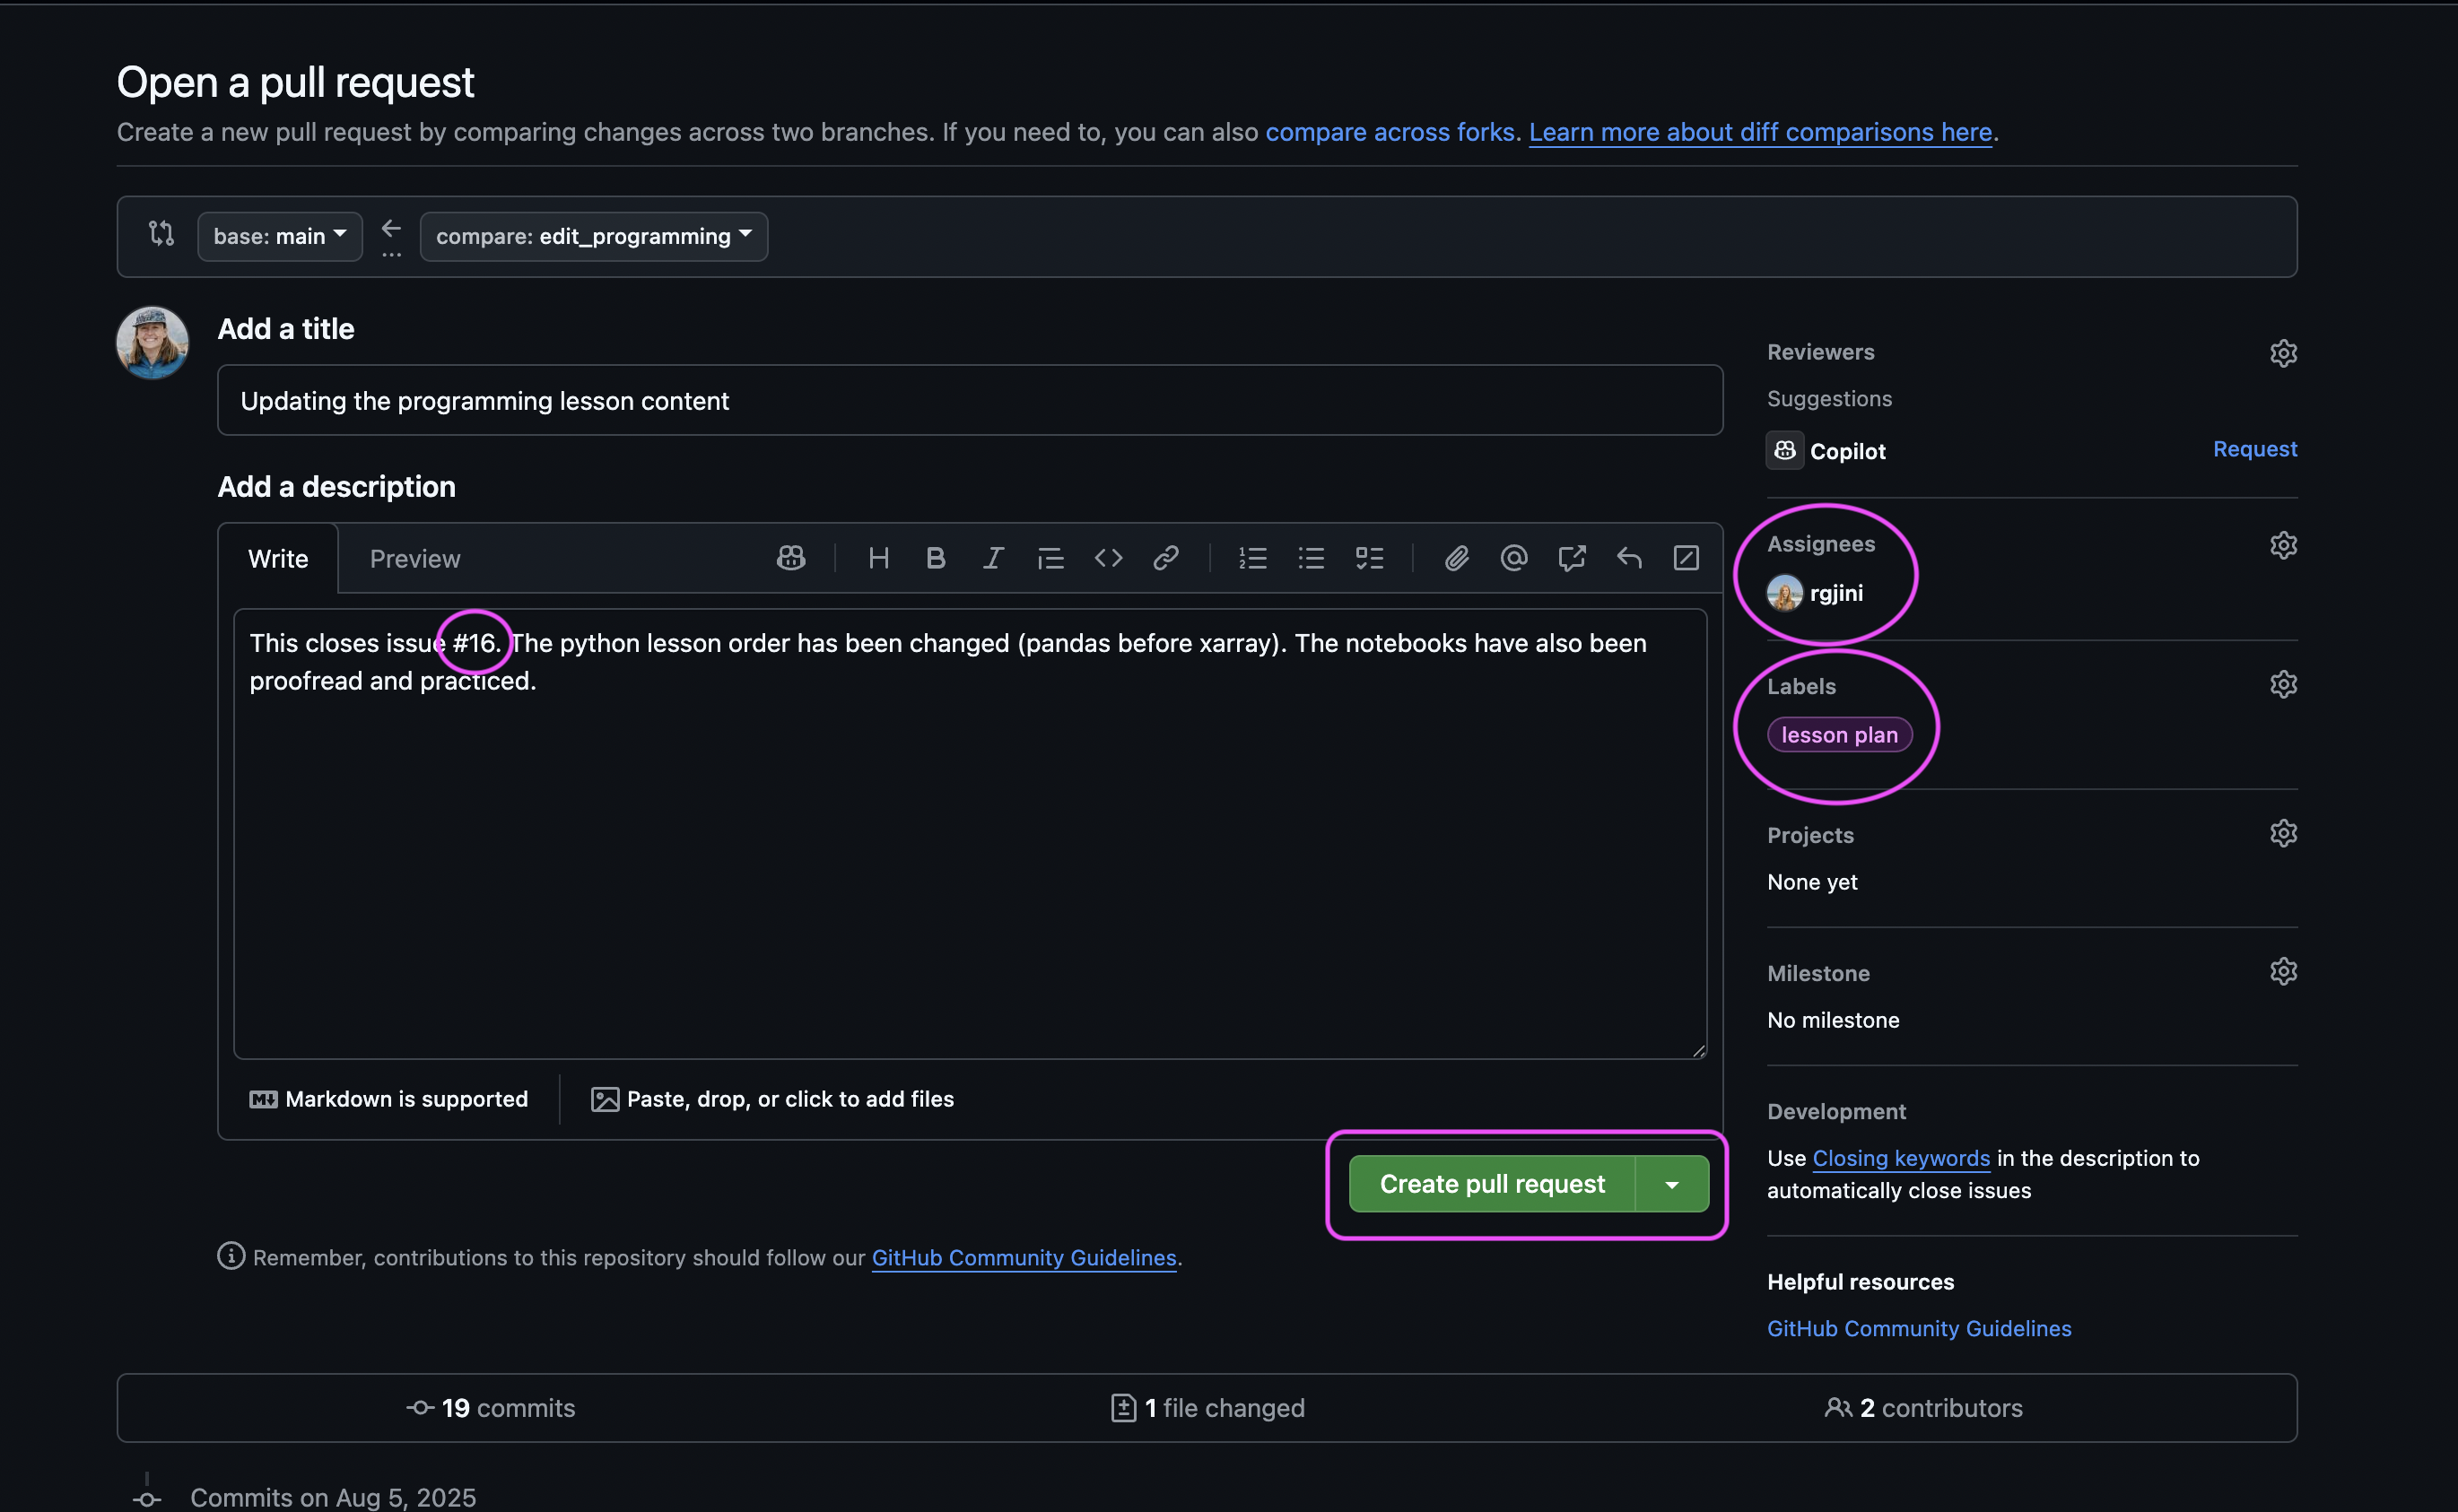 Open a pull request
Create a new pull request by comparing changes across two branches. If you need to, you can also compare across forks. Learn more about diff comparisons here.
base: main
compare: edit_programming
Add a title
Updating the programming lesson content
Add a description
Write
Preview
This closes issue #16. The python lesson order has been changed (pandas before xarray). The notebooks have also been
proofread and practiced.
Markdown is supported
Paste, drop, or click to add files
Create pull request
Remember, contributions to this repository should follow our GitHub Community Guidelines.
Reviewers
Suggestions
Copilot
Request
Assignees
rgjini
Labels
lesson plan
Projects
None yet
Milestone
No milestone
Development
Use Closing keywords in the description to
automatically close issues
Helpful resources
GitHub Community Guidelines
19 commits
1 file changed
2 contributors
Commits on Aug 5, 2025